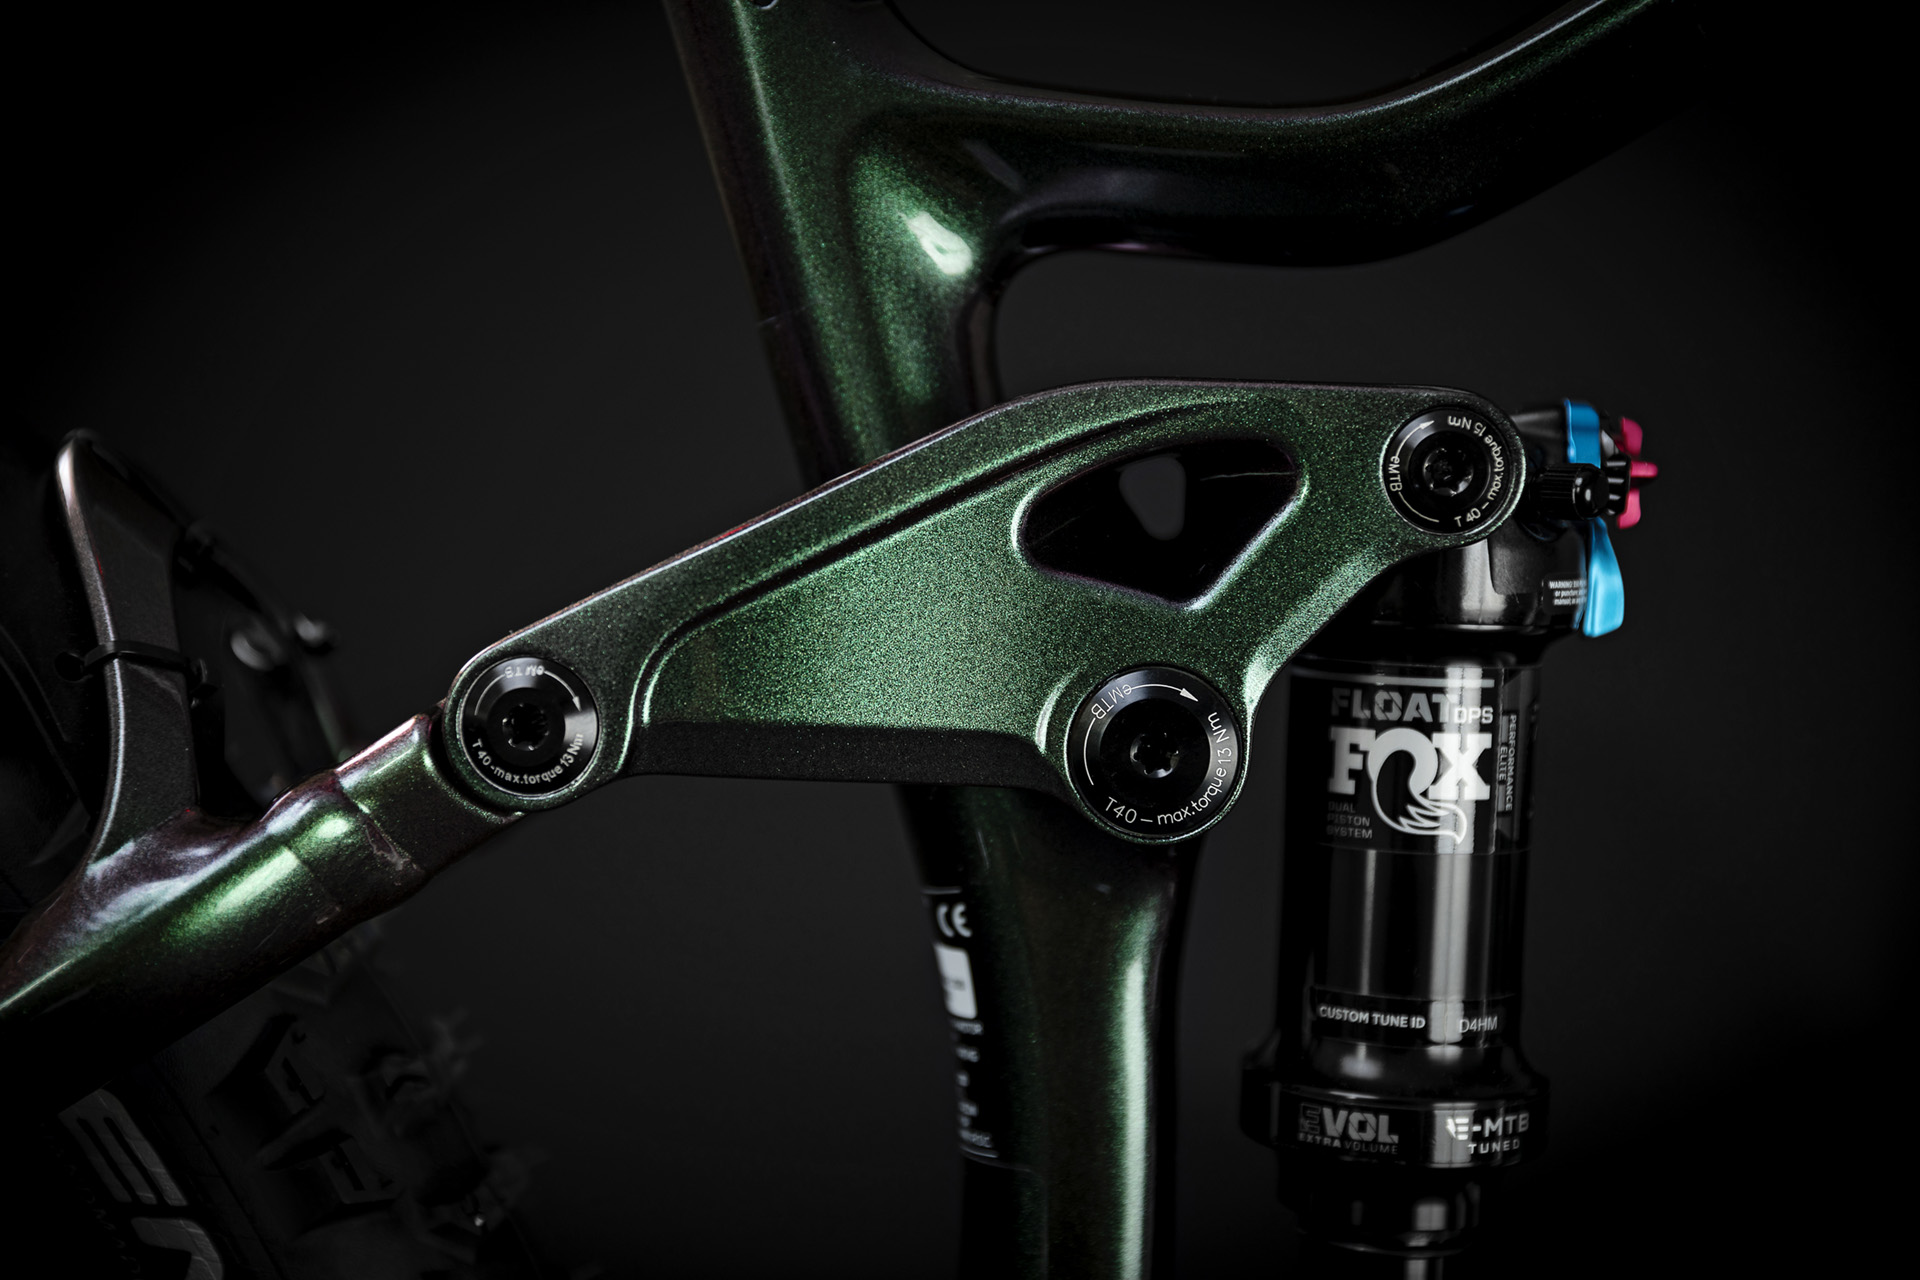 eMTB
T 40 – max.torque 15 Nm
eMTB
T 40 -max.torque 13 Nm
eMTB
T40 – max.torque 13 Nm
WARNING
FLOAT DPS
FOX
DUAL
PISTON
SYSTEM
PERFORMANCE
ELITE
CE
CUSTOM TUNE ID D4HM
EVOL
EXTRA VOLUME
E-MTB
TUNED